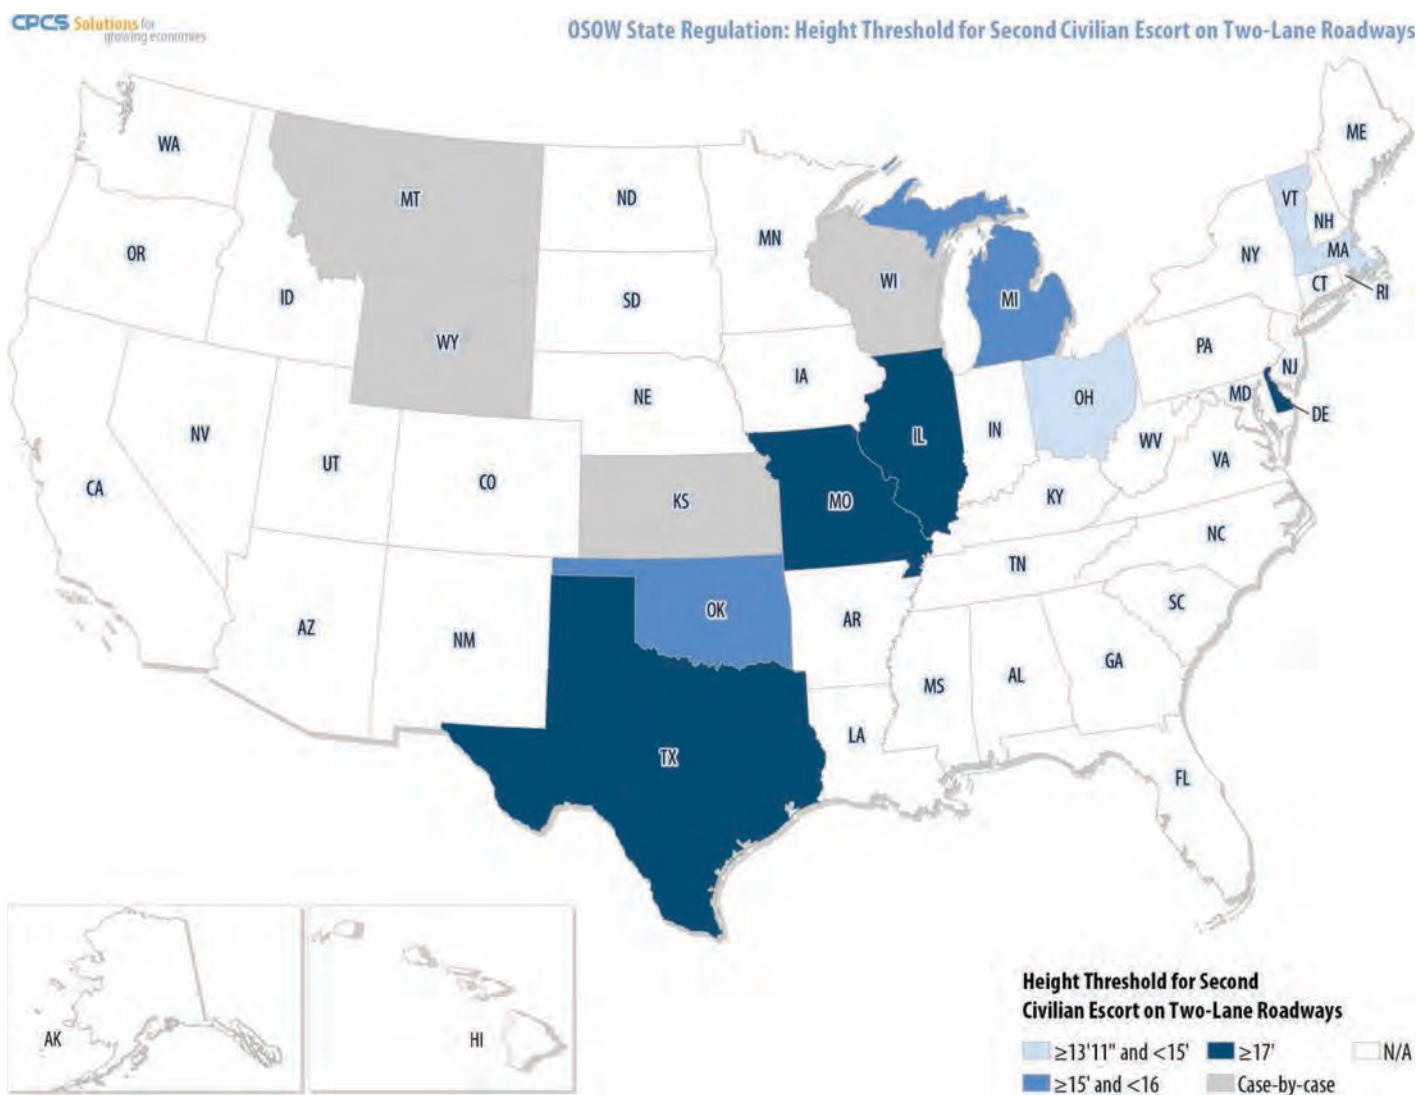 CPCS Solutions for
growing economies
OSOW State Regulation: Height Threshold for Second Civilian Escort on Two-Lane Roadways
WA
MT
ND
MN
ME
OR
ID
SD
WI
MI
NY
VT
NH
MA
CT
RI
WY
IA
NE
PA
NJ
NV
UT
CO
KS
MO
IL
IN
OH
WV
MD
DE
VA
CA
KY
NC
TN
SC
AZ
NM
OK
AR
MS
AL
GA
TX
LA
FL
AK
HI
Height Threshold for Second
Civilian Escort on Two-Lane Roadways
≥13'11" and <15'
≥17'
N/A
≥15' and <16
Case-by-case